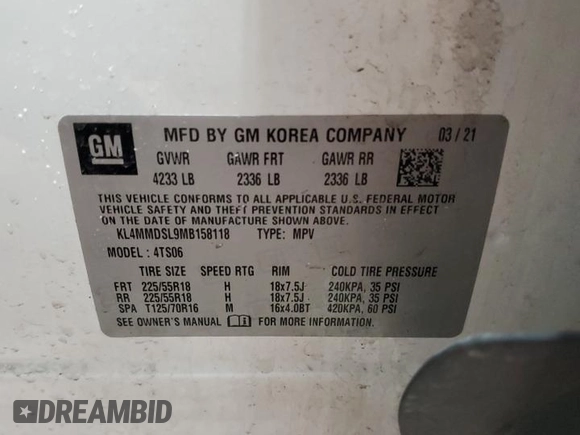 GM
MFD BY GM KOREA COMPANY 03 / 21
GVWR GAWR FRT GAWR RR
4233 LB 2336 LB 2336 LB
THIS VEHICLE CONFORMS TO ALL APPLICABLE U.S. FEDERAL MOTOR
VEHICLE SAFETY, BUMPER, AND THEFT PREVENTION STANDARDS IN EFFECT
ON THE DATE OF MANUFACTURE SHOWN ABOVE.
KL4MMDSL9MB158118 TYPE: MPV
MODEL : 4TS06
TIRE SIZE SPEED RTG RIM COLD TIRE PRESSURE
FRT 225/55R18 H 18x7.5J 240KPA, 35 PSI
RR 225/55R18 H 18x7.5J 240KPA, 35 PSI
SPA T125/70R16 M 16x4.0BT 420KPA, 60 PSI
SEE OWNER'S MANUAL FOR MORE INFORMATION
DREAMBID